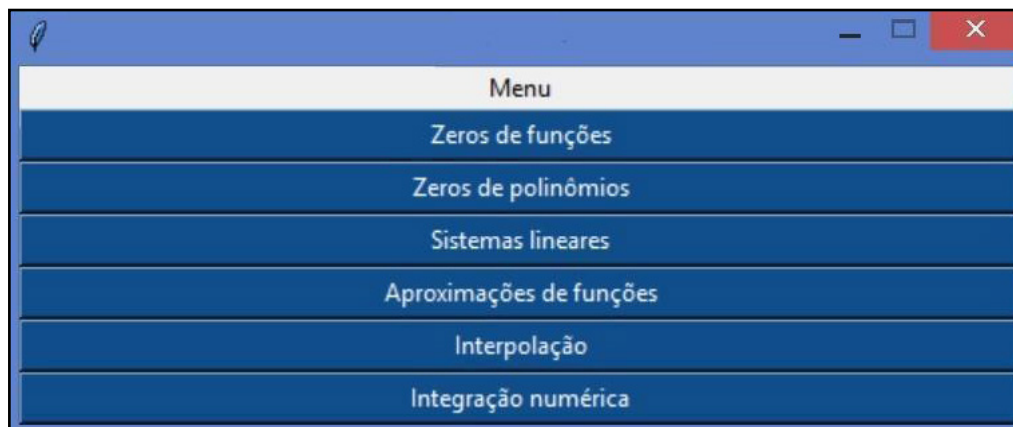 Menu
Zeros de funções
Zeros de polinômios
Sistemas lineares
Aproximações de funções
Interpolação
Integração numérica